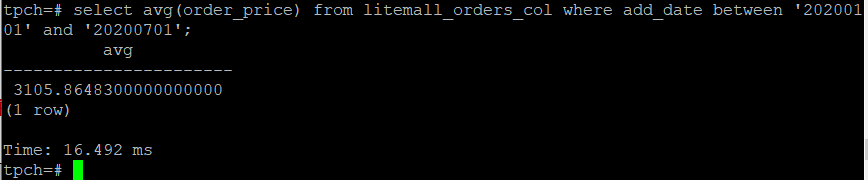 tpch=# select avg(order_price) from litemall_orders_col where add_date between '202001
01' and '20200701';
          avg
-----------------------
 3105.8648300000000000
(1 row)

Time: 16.492 ms
tpch=#